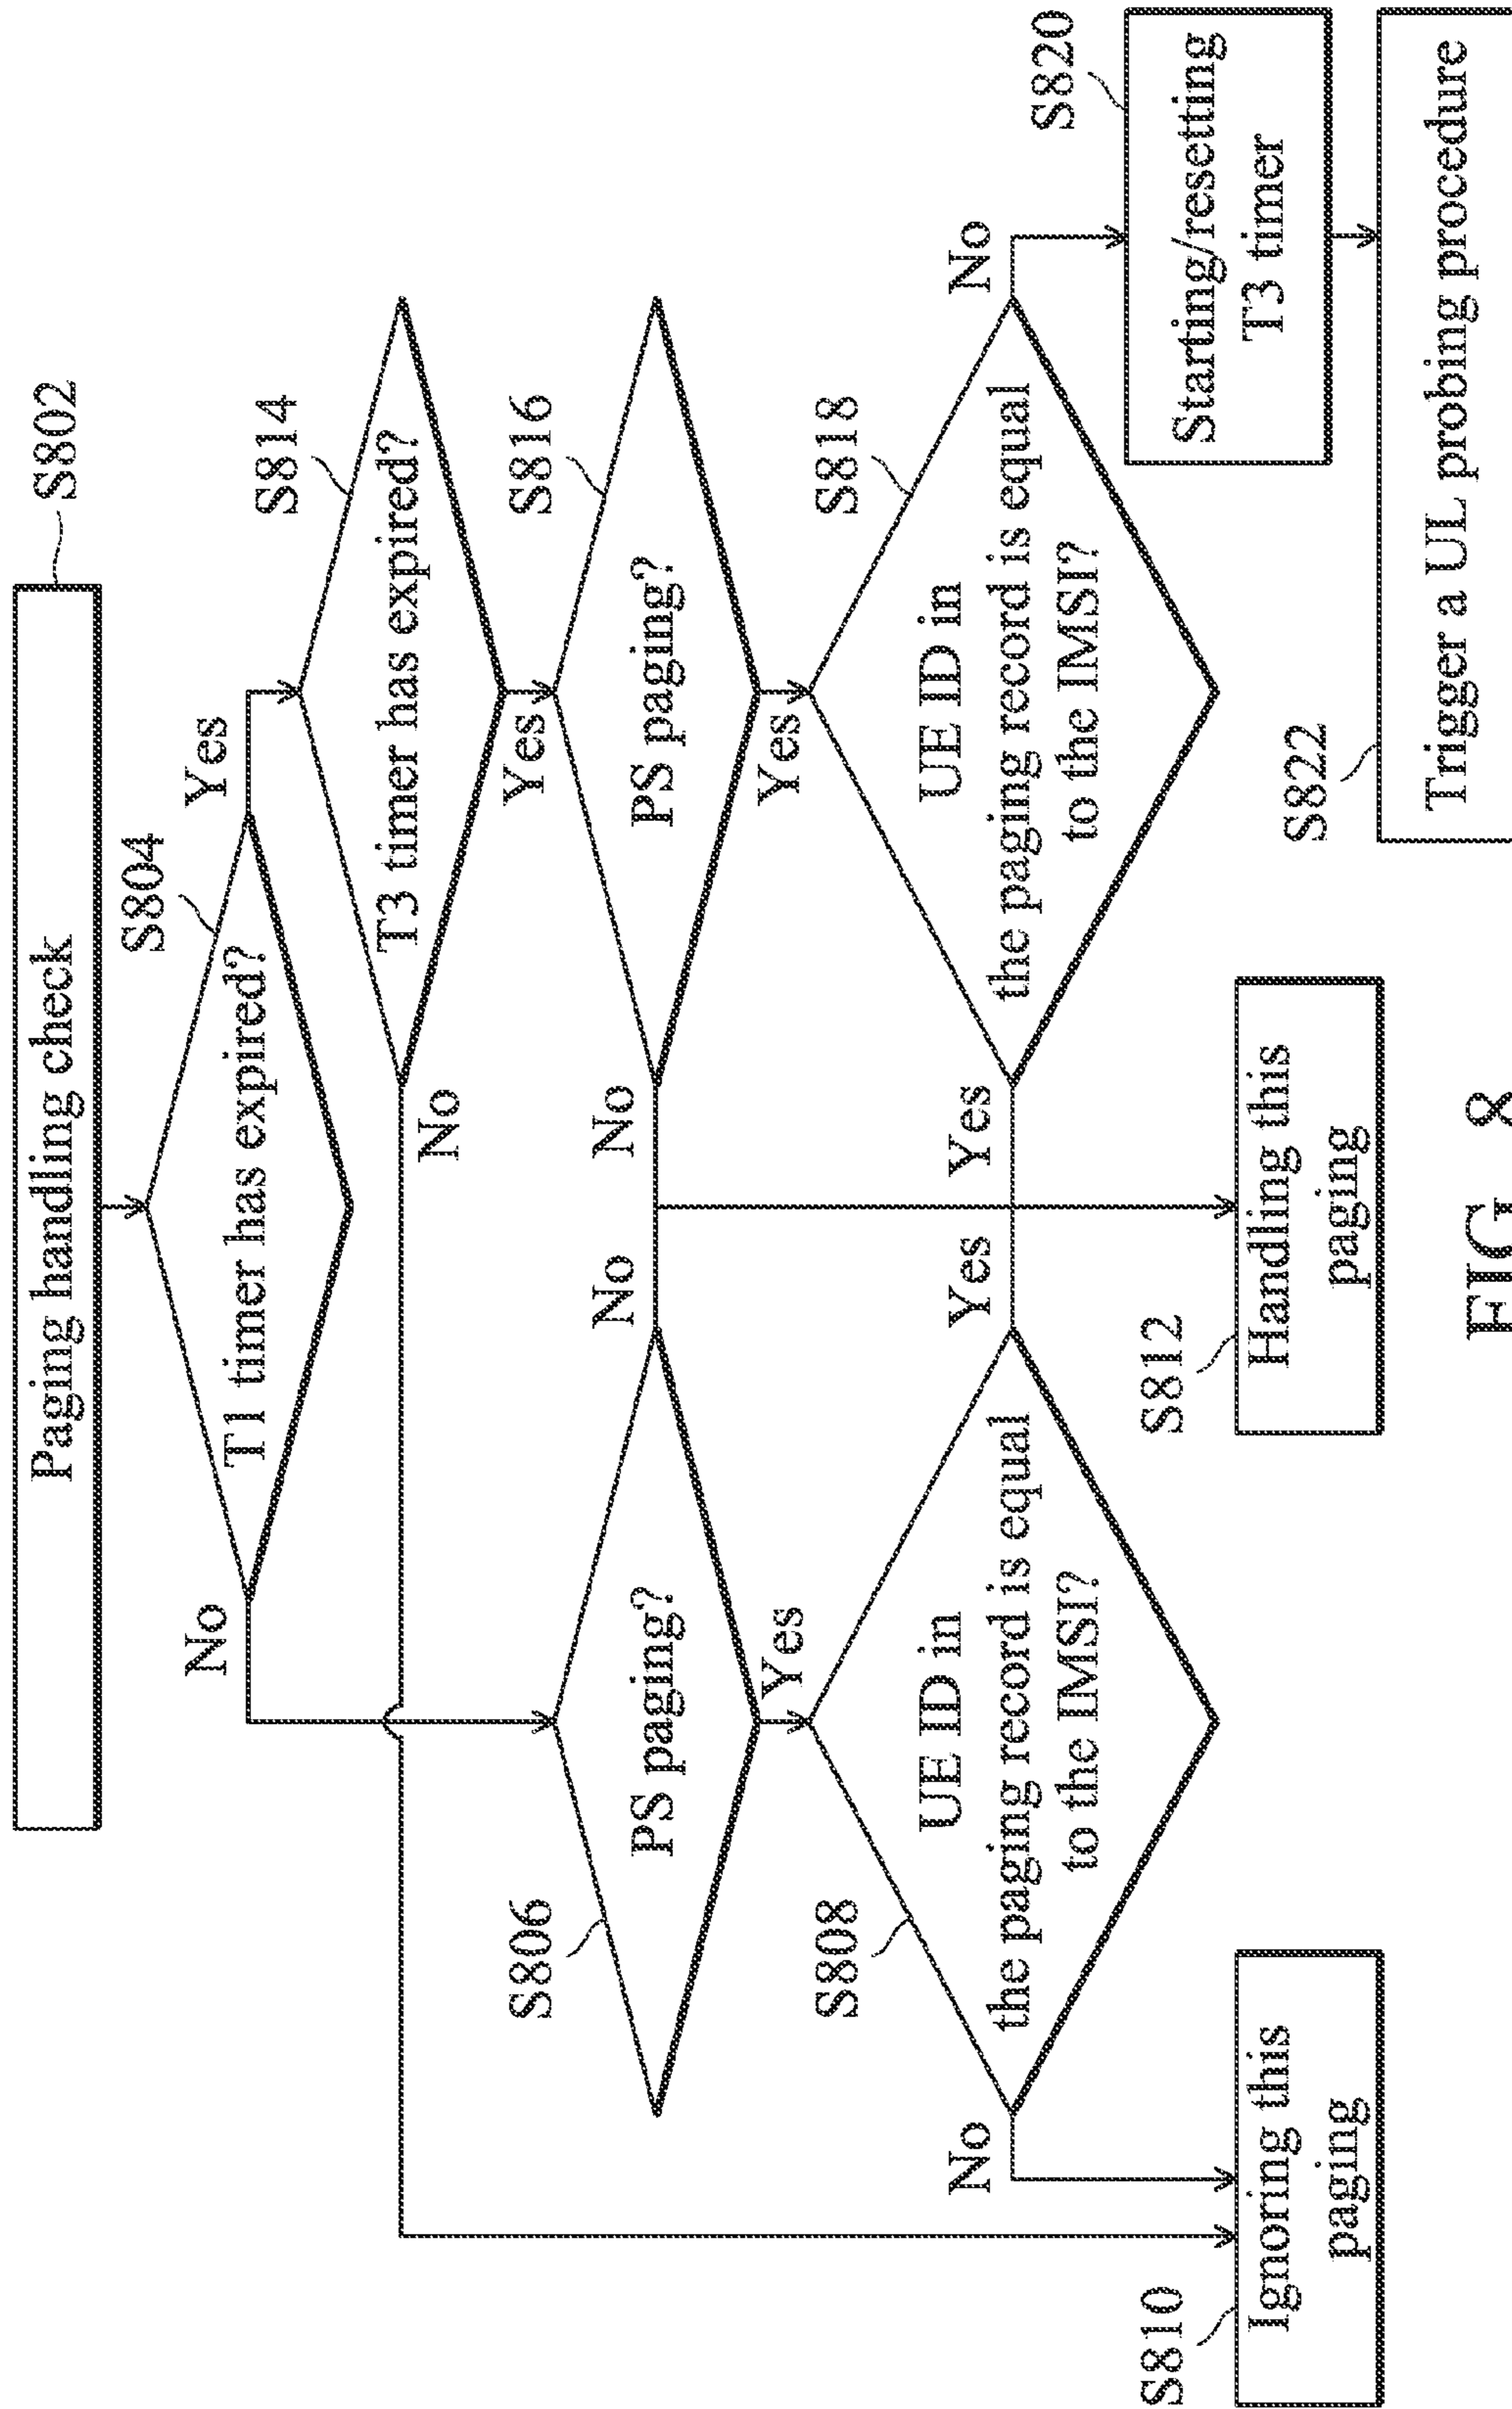 Paging handling check
S802
S804
T1 timer has expired?
No
Yes
S814
T3 timer has expired?
No
Yes
S806
PS paging?
No
Yes
S816
PS paging?
No
Yes
S808
UE ID in
the paging record is equal
to the IMSI?
No
Yes
S818
UE ID in
the paging record is equal
to the IMSI?
Yes
No
S810
Ignoring this
paging
S812
Handling this
paging
S820
Starting/resetting
T3 timer
S822
Trigger a UL probing procedure
FIG. 8